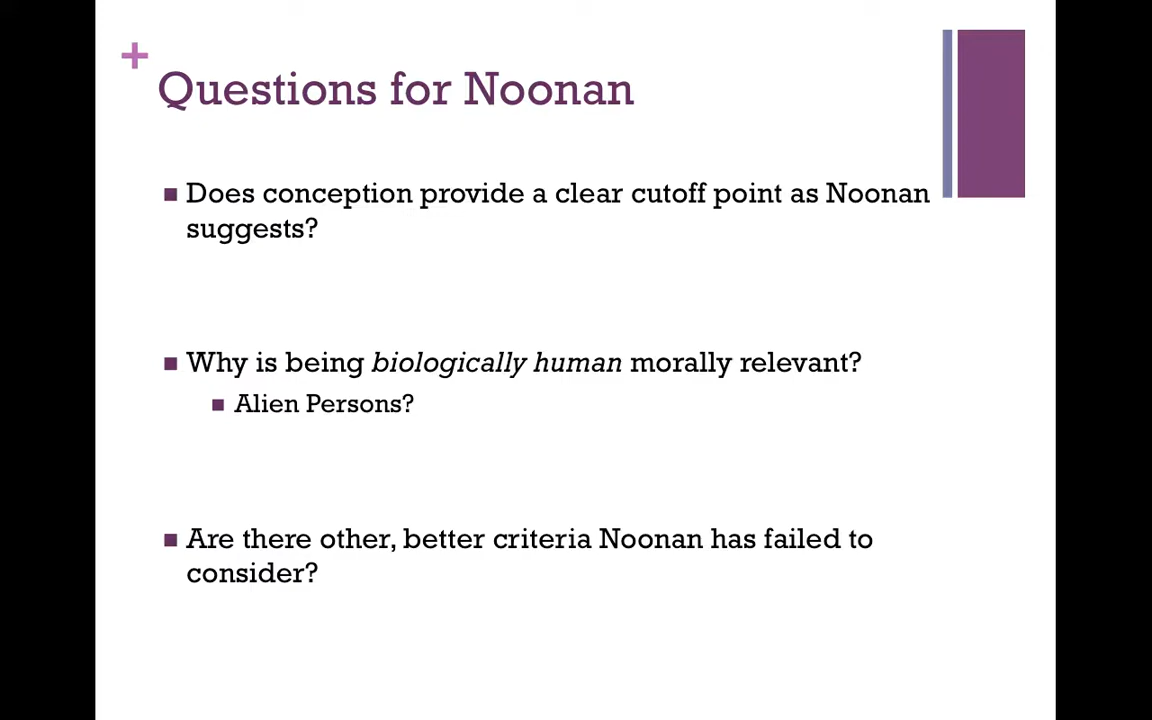 +
Questions for Noonan
Does conception provide a clear cutoff point as Noonan
suggests?
Why is being biologically human morally relevant?
Alien Persons?
Are there other, better criteria Noonan has failed to
consider?